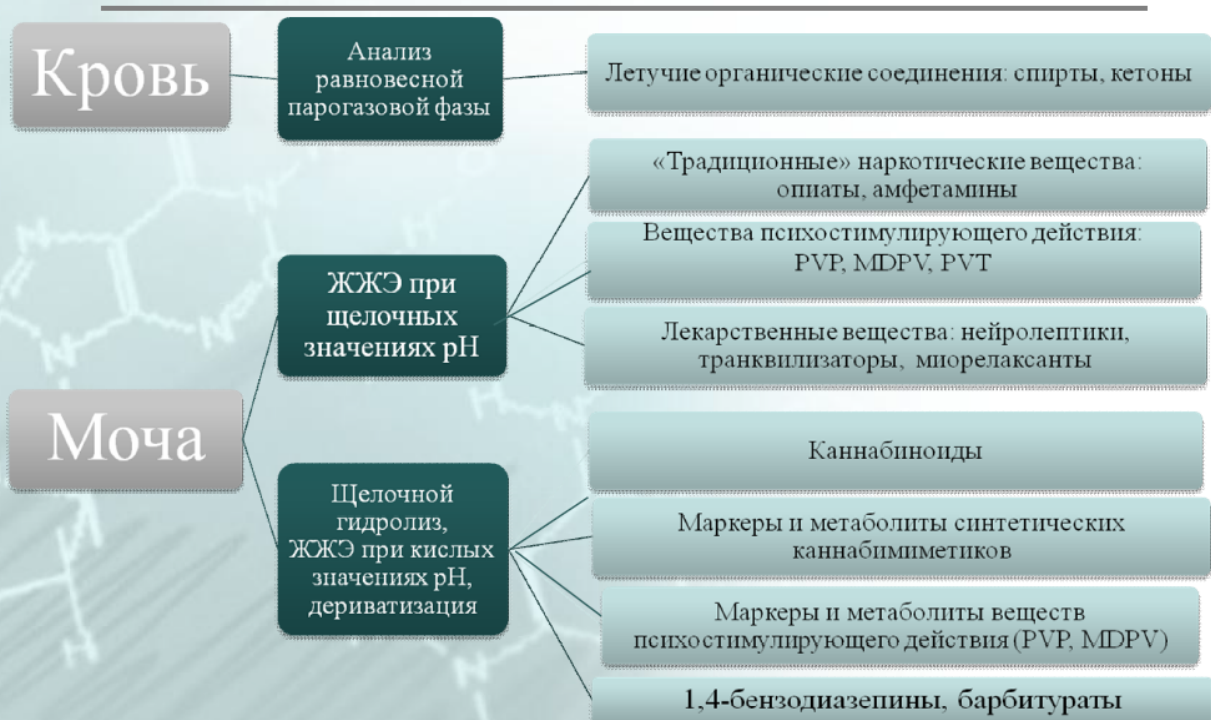 Кровь
Анализ
равновесной
парогазовой фазы
Летучие органические соединения: спирты, кетоны
«Традиционные» наркотические вещества:
опиаты, амфетамины
Вещества психостимулирующего действия:
PVP, MDPV, PVT
ЖЖЭ при
щелочных
значениях pH
Лекарственные вещества: нейролептики,
транквилизаторы, миорелаксанты
Моча
Каннабиноиды
Щелочной
гидролиз,
ЖЖЭ при кислых
значениях pH,
дериватизация
Маркеры и метаболиты синтетических
каннабимиметиков
Маркеры и метаболиты веществ
психостимулирующего действия (PVP, MDPV)
1,4-бензодиазепины, барбитураты